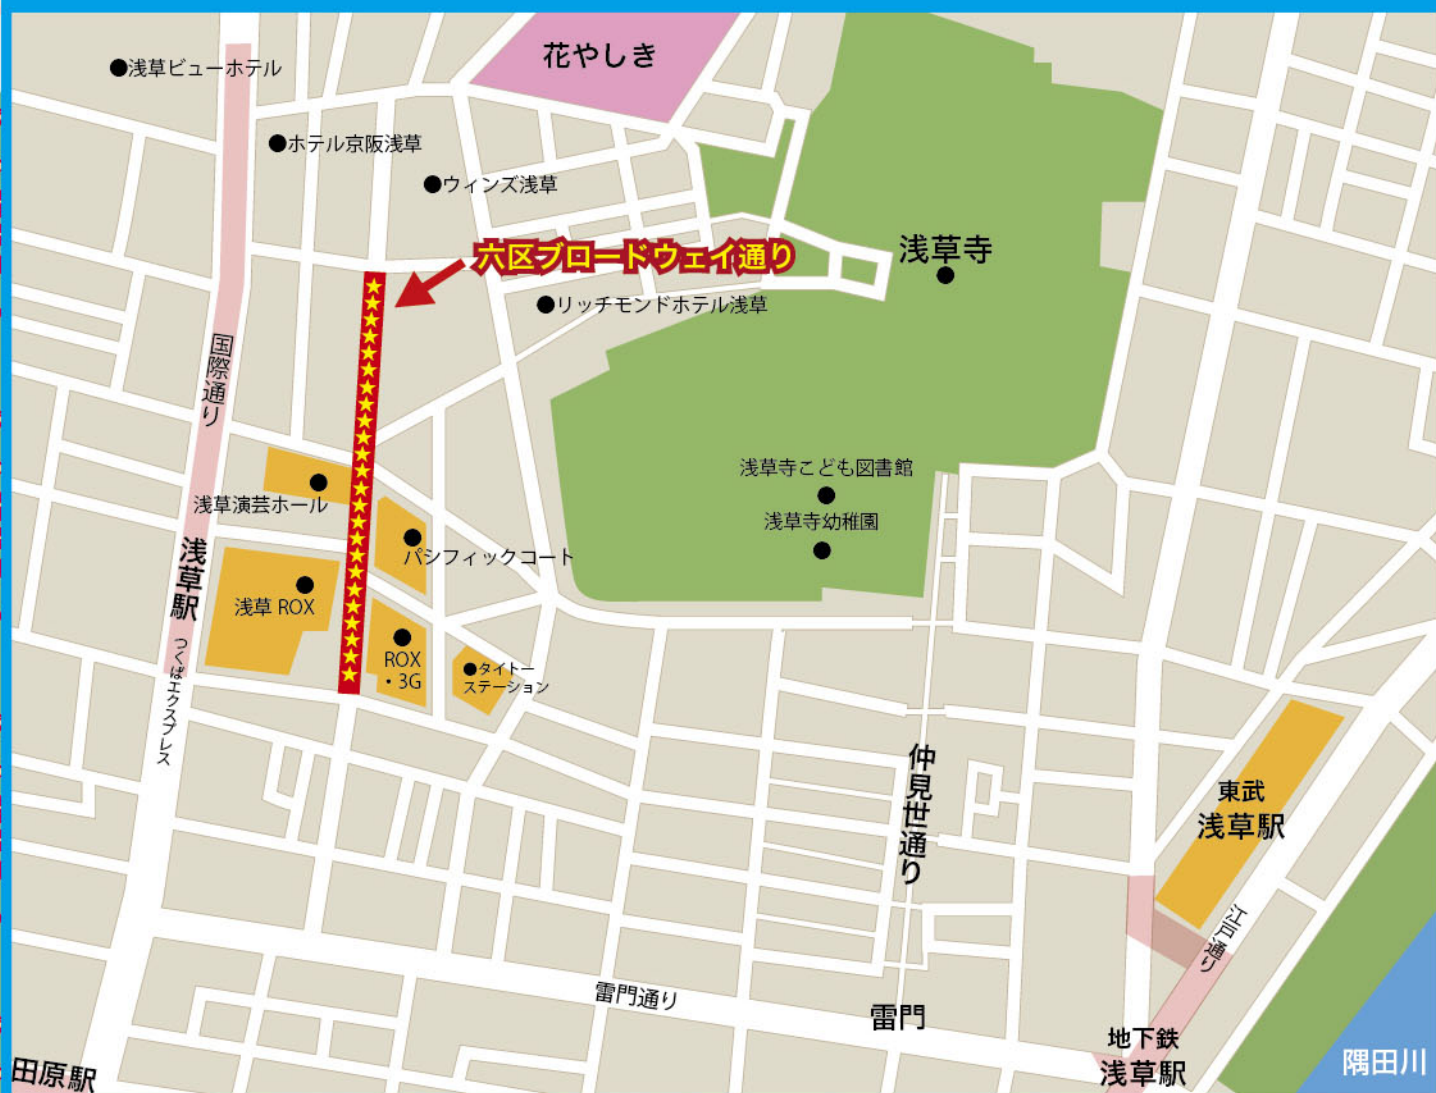 花やしき
浅草ビューホテル
ホテル京阪浅草
ウィンズ浅草
六区ブロードウェイ通り
浅草寺
リッチモンドホテル浅草
国際通り
浅草寺こども図書館
浅草演芸ホール
浅草寺幼稚園
パシフィックコート
浅草駅
つくばエクスプレス
浅草 ROX
ROX
・3G
タイトー
ステーション
仲見世通り
東武
浅草駅
江戸通り
雷門通り
雷門
地下鉄
浅草駅
隅田川
田原駅